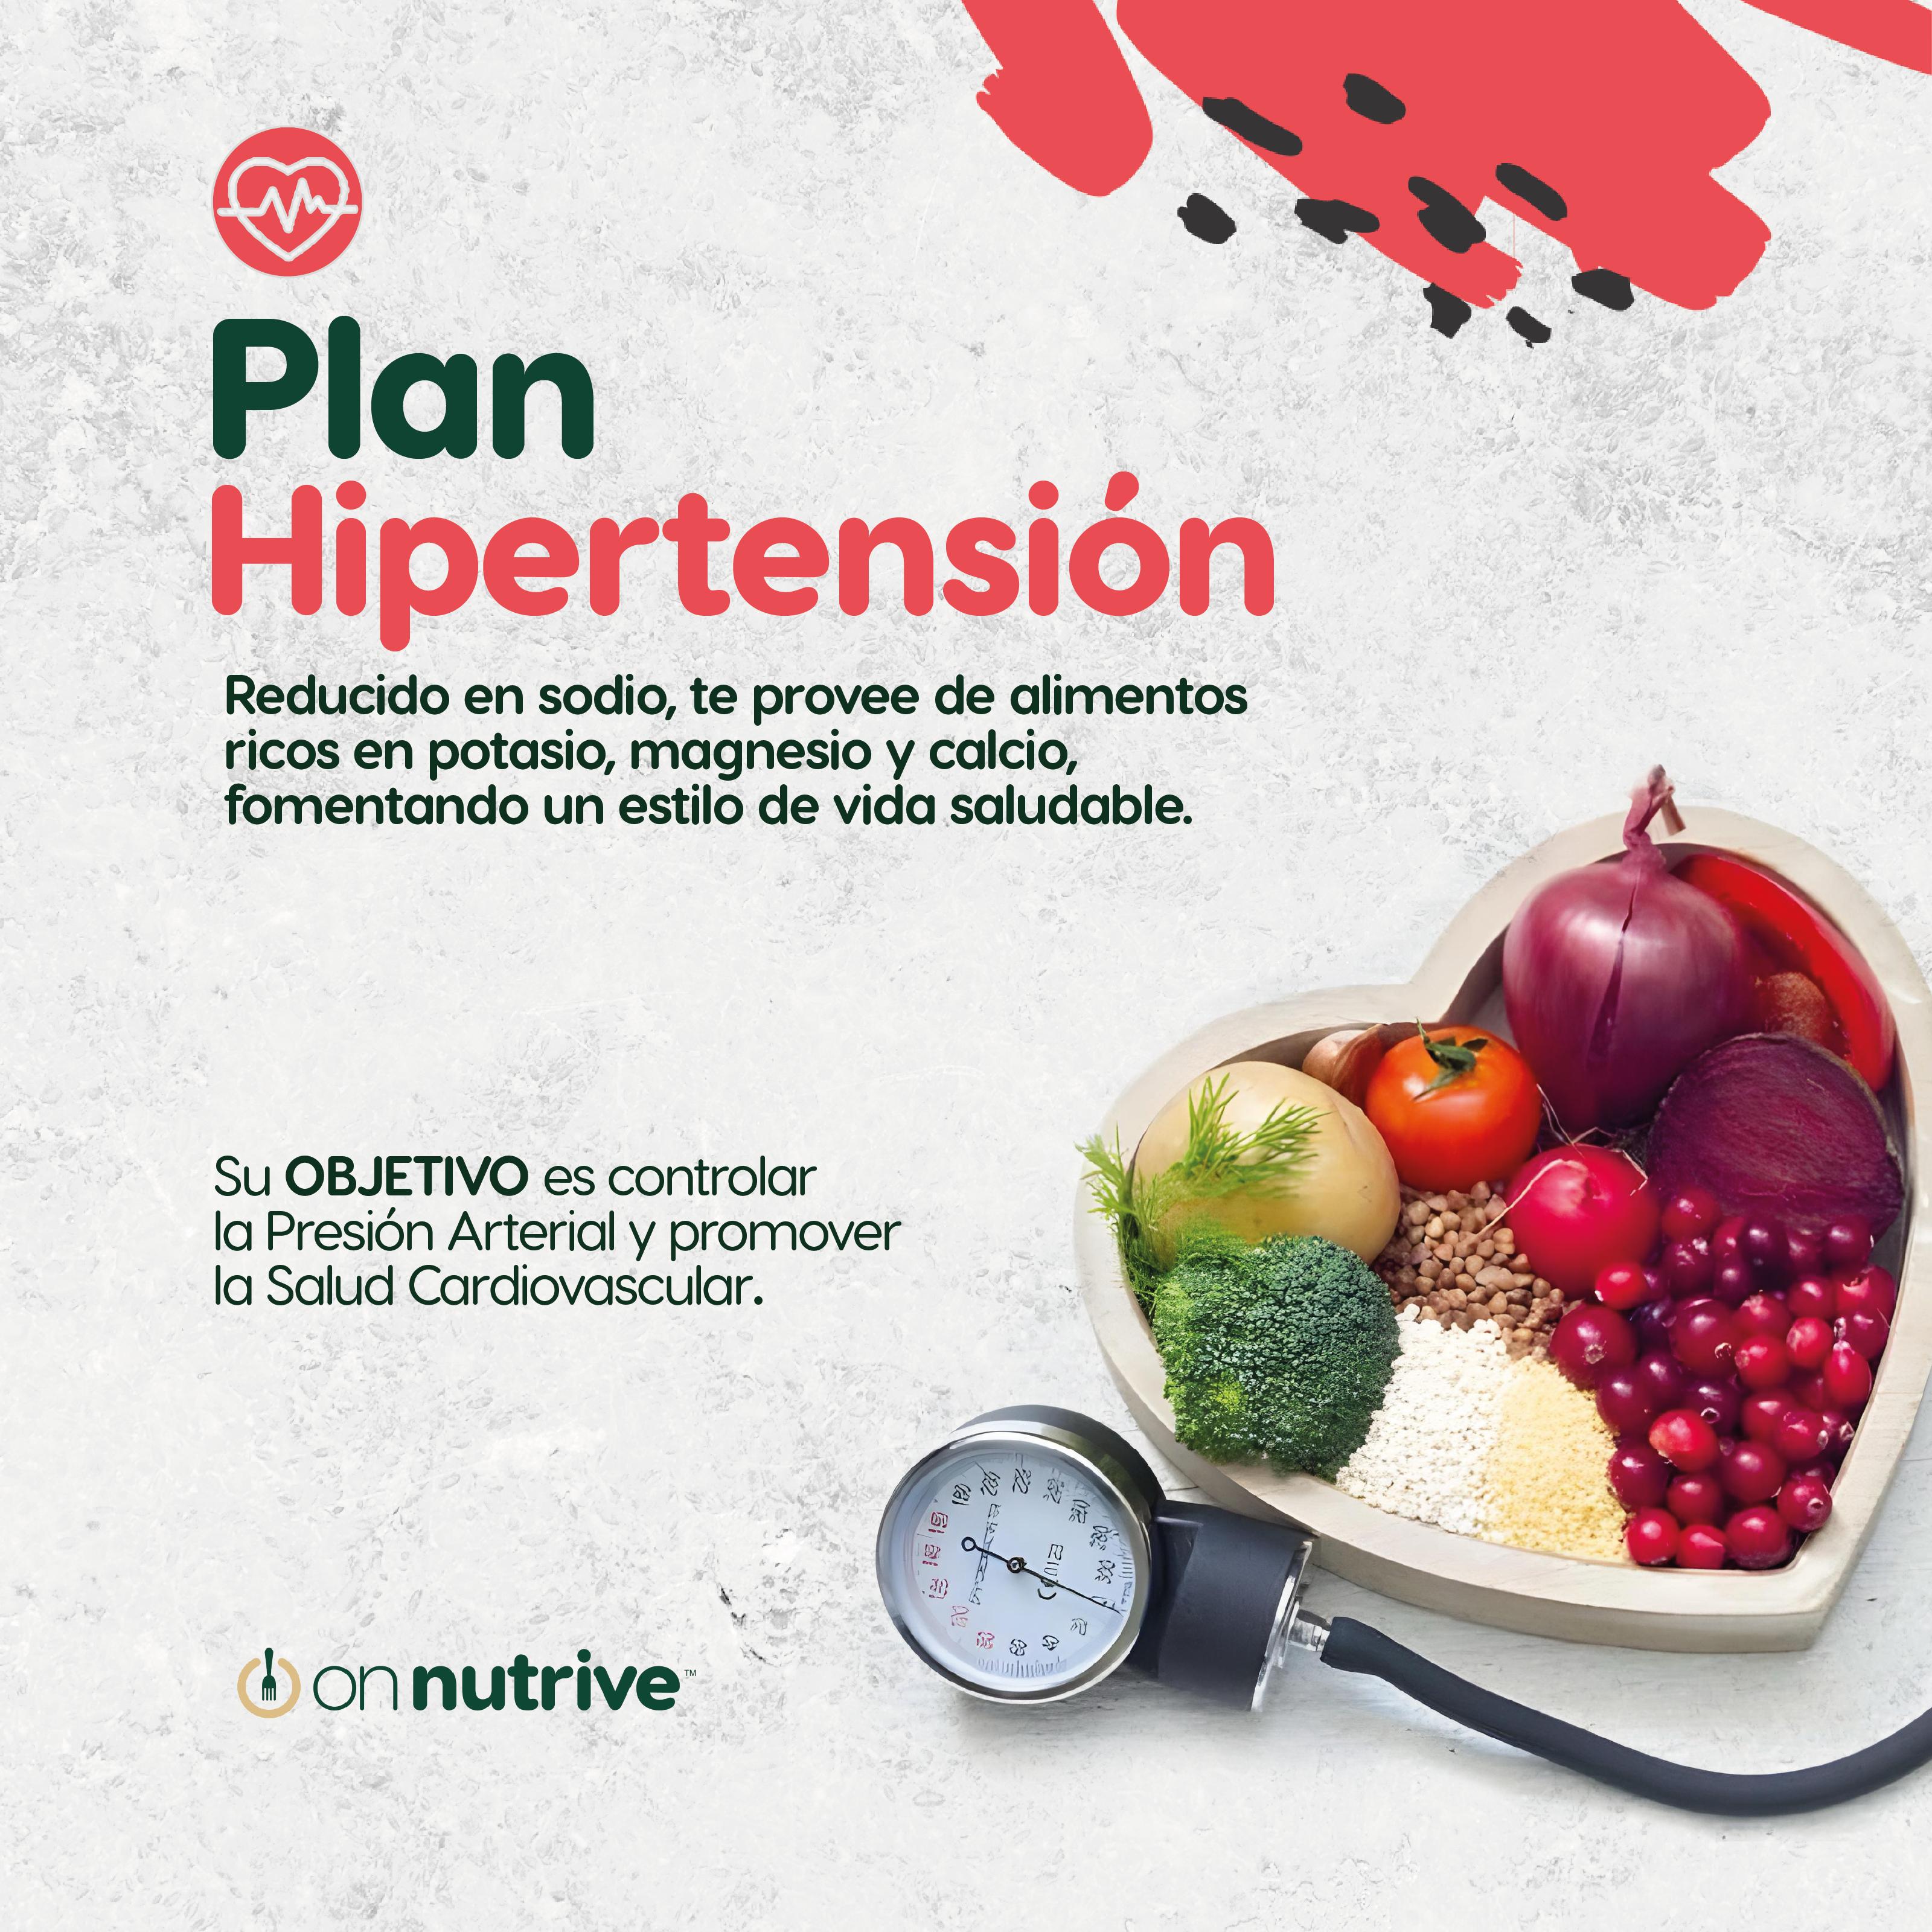 Plan
Hipertensión
Reducido en sodio, te provee de alimentos
ricos en potasio, magnesio y calcio,
fomentando un estilo de vida saludable.
Su OBJETIVO es controlar
la Presión Arterial y promover
la Salud Cardiovascular.
on nutrive™